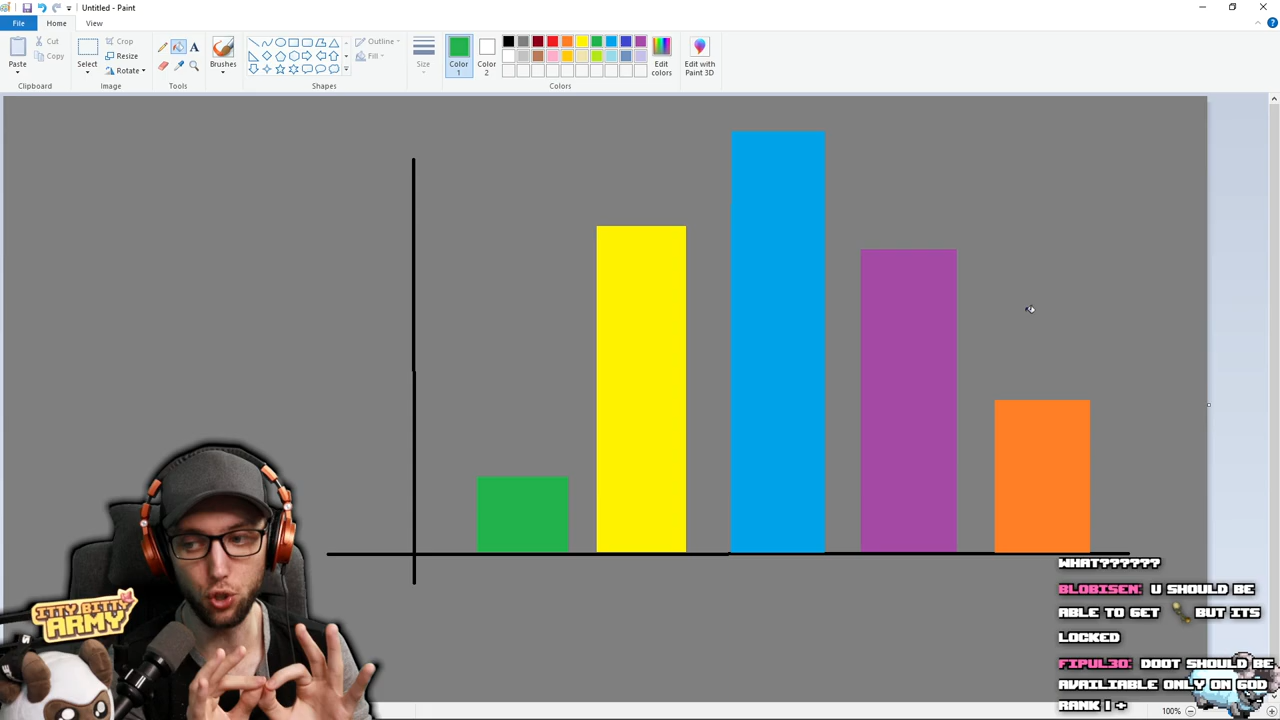 Untitled - Paint
File
Home
View
Paste
Cut
Copy
Clipboard
Select
Crop
Resize
Rotate
Image
Tools
Brushes
Shapes
Outline
Fill
Size
Color
1
Color
2
Edit
colors
Edit with
Paint 3D
Colors
ITTY BITTY
ARMY
WHAT??????
BLOBISEN: U SHOULD BE
ABLE TO GET BUT ITS
LOCKED
FIPUL30: DOOT SHOULD BE
AVAILIABLE ONLY ON GOD
RANK I +
100%